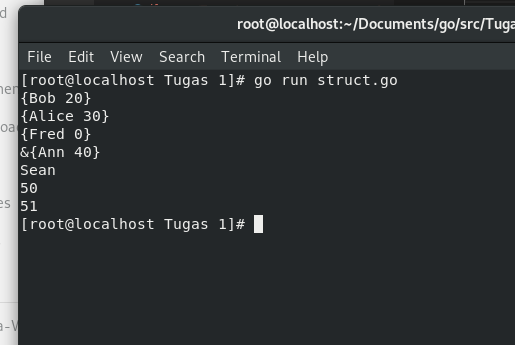 root@localhost:~/Documents/go/src/Tuga
File Edit View Search Terminal Help
[root@localhost Tugas 1]# go run struct.go
{Bob 20}
{Alice 30}
{Fred 0}
&{Ann 40}
Sean
50
51
[root@localhost Tugas 1]#